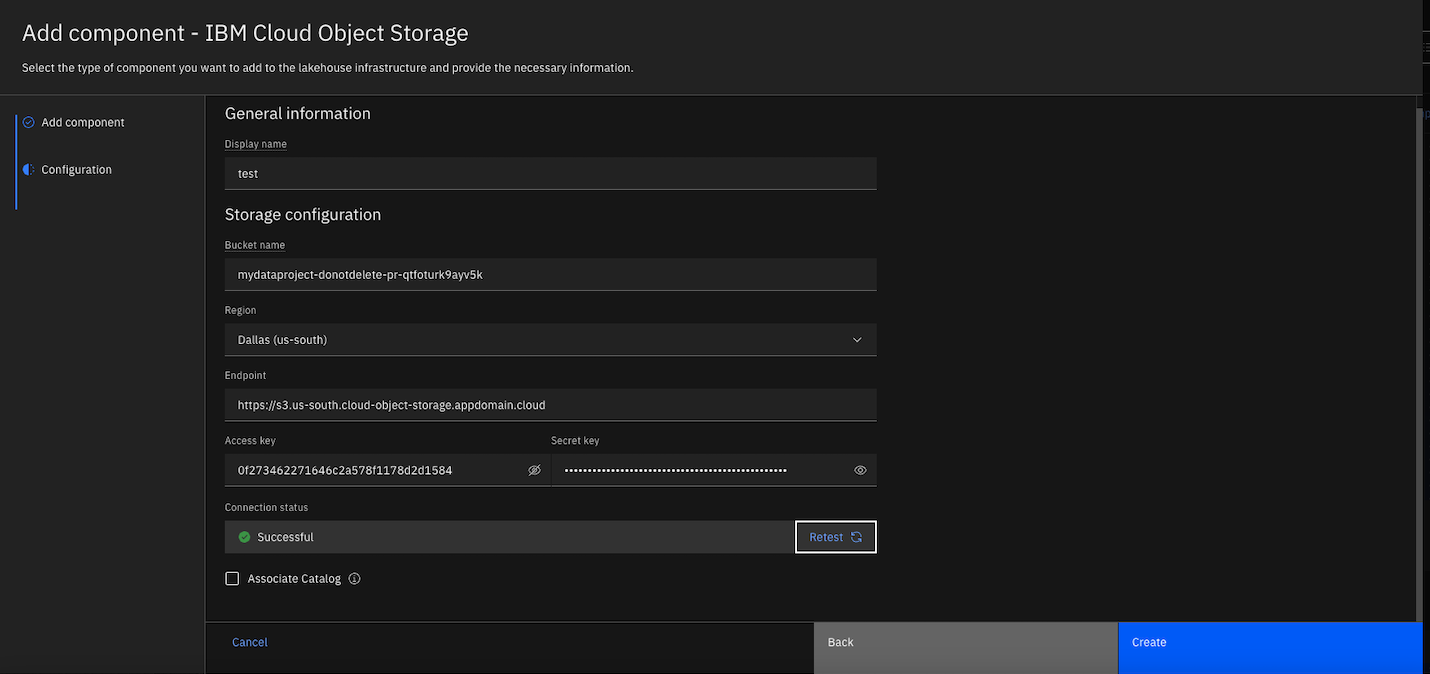 Add component - IBM Cloud Object Storage
Select the type of component you want to add to the lakehouse infrastructure and provide the necessary information.
Add component
Configuration
General information
Display name
test
Storage configuration
Bucket name
mydataproject-donotdelete-pr-qtfoturk9ayv5k
Region
Dallas (us-south)
Endpoint
https://s3.us-south.cloud-object-storage.appdomain.cloud
Access key Secret key
0f273462271646c2a578f1178d2d1584 ••••••••••••••••••••••••••••••••••••••••••••••••
Connection status
Successful Retest
Associate Catalog
Cancel Back Create